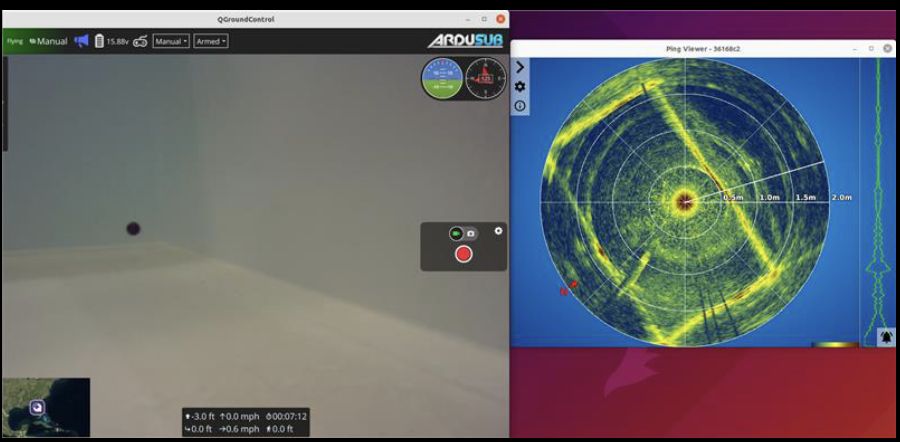 QGroundControl
Flying Manual 15.88v Manual Armed
ARDUSUB
-3.0 ft 0.0 mph 00:07:12
0.0 ft 0.6 mph 0.0 ft
Ping Viewer - 36168c2
0.5m 1.0m 1.5m 2.0m